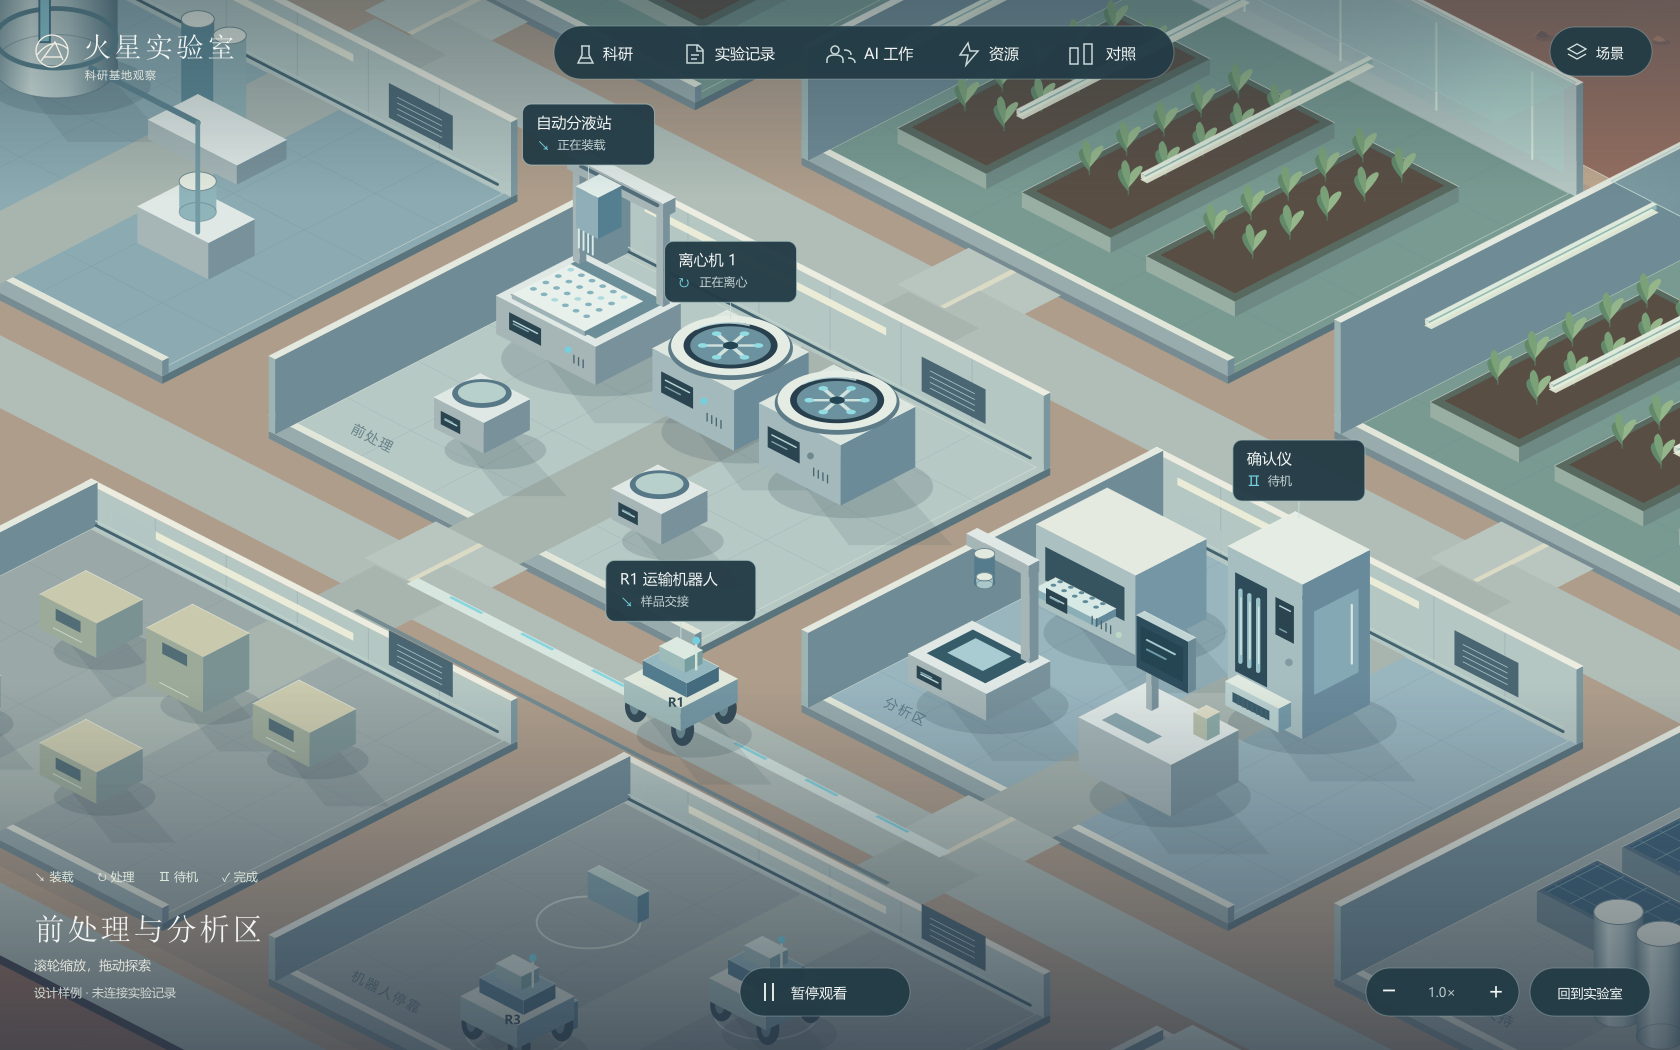 火星实验室
科研基地观察
科研
实验记录
AI 工作
资源
对照
场景
自动分液站
↘ 正在装载
离心机 1
↻ 正在离心
前处理
确认仪
待机
R1 运输机器人
↘ 样品交接
R1
分析区
↘ 装载 ↻ 处理 待机 ✓ 完成
前处理与分析区
滚轮缩放，拖动探索
设计样例 · 未连接实验记录
机器人停靠
R3
暂停观看
− 1.0× +
回到实验室